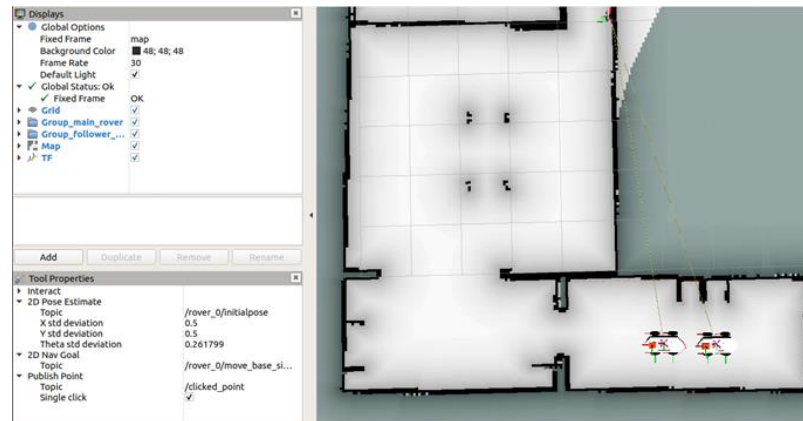 Displays
Global Options
Fixed Frame map
Background Color 48; 48; 48
Frame Rate 30
Default Light
Global Status: Ok
Fixed Frame OK
Grid
Group_main_rover
Group_follower_...
Map
TF
Add Duplicate Remove Rename
Tool Properties
Interact
2D Pose Estimate
Topic /rover_0/initialpose
X std deviation 0.5
Y std deviation 0.5
Theta std deviation 0.261799
2D Nav Goal
Topic /rover_0/move_base_si...
Publish Point
Topic /clicked_point
Single click